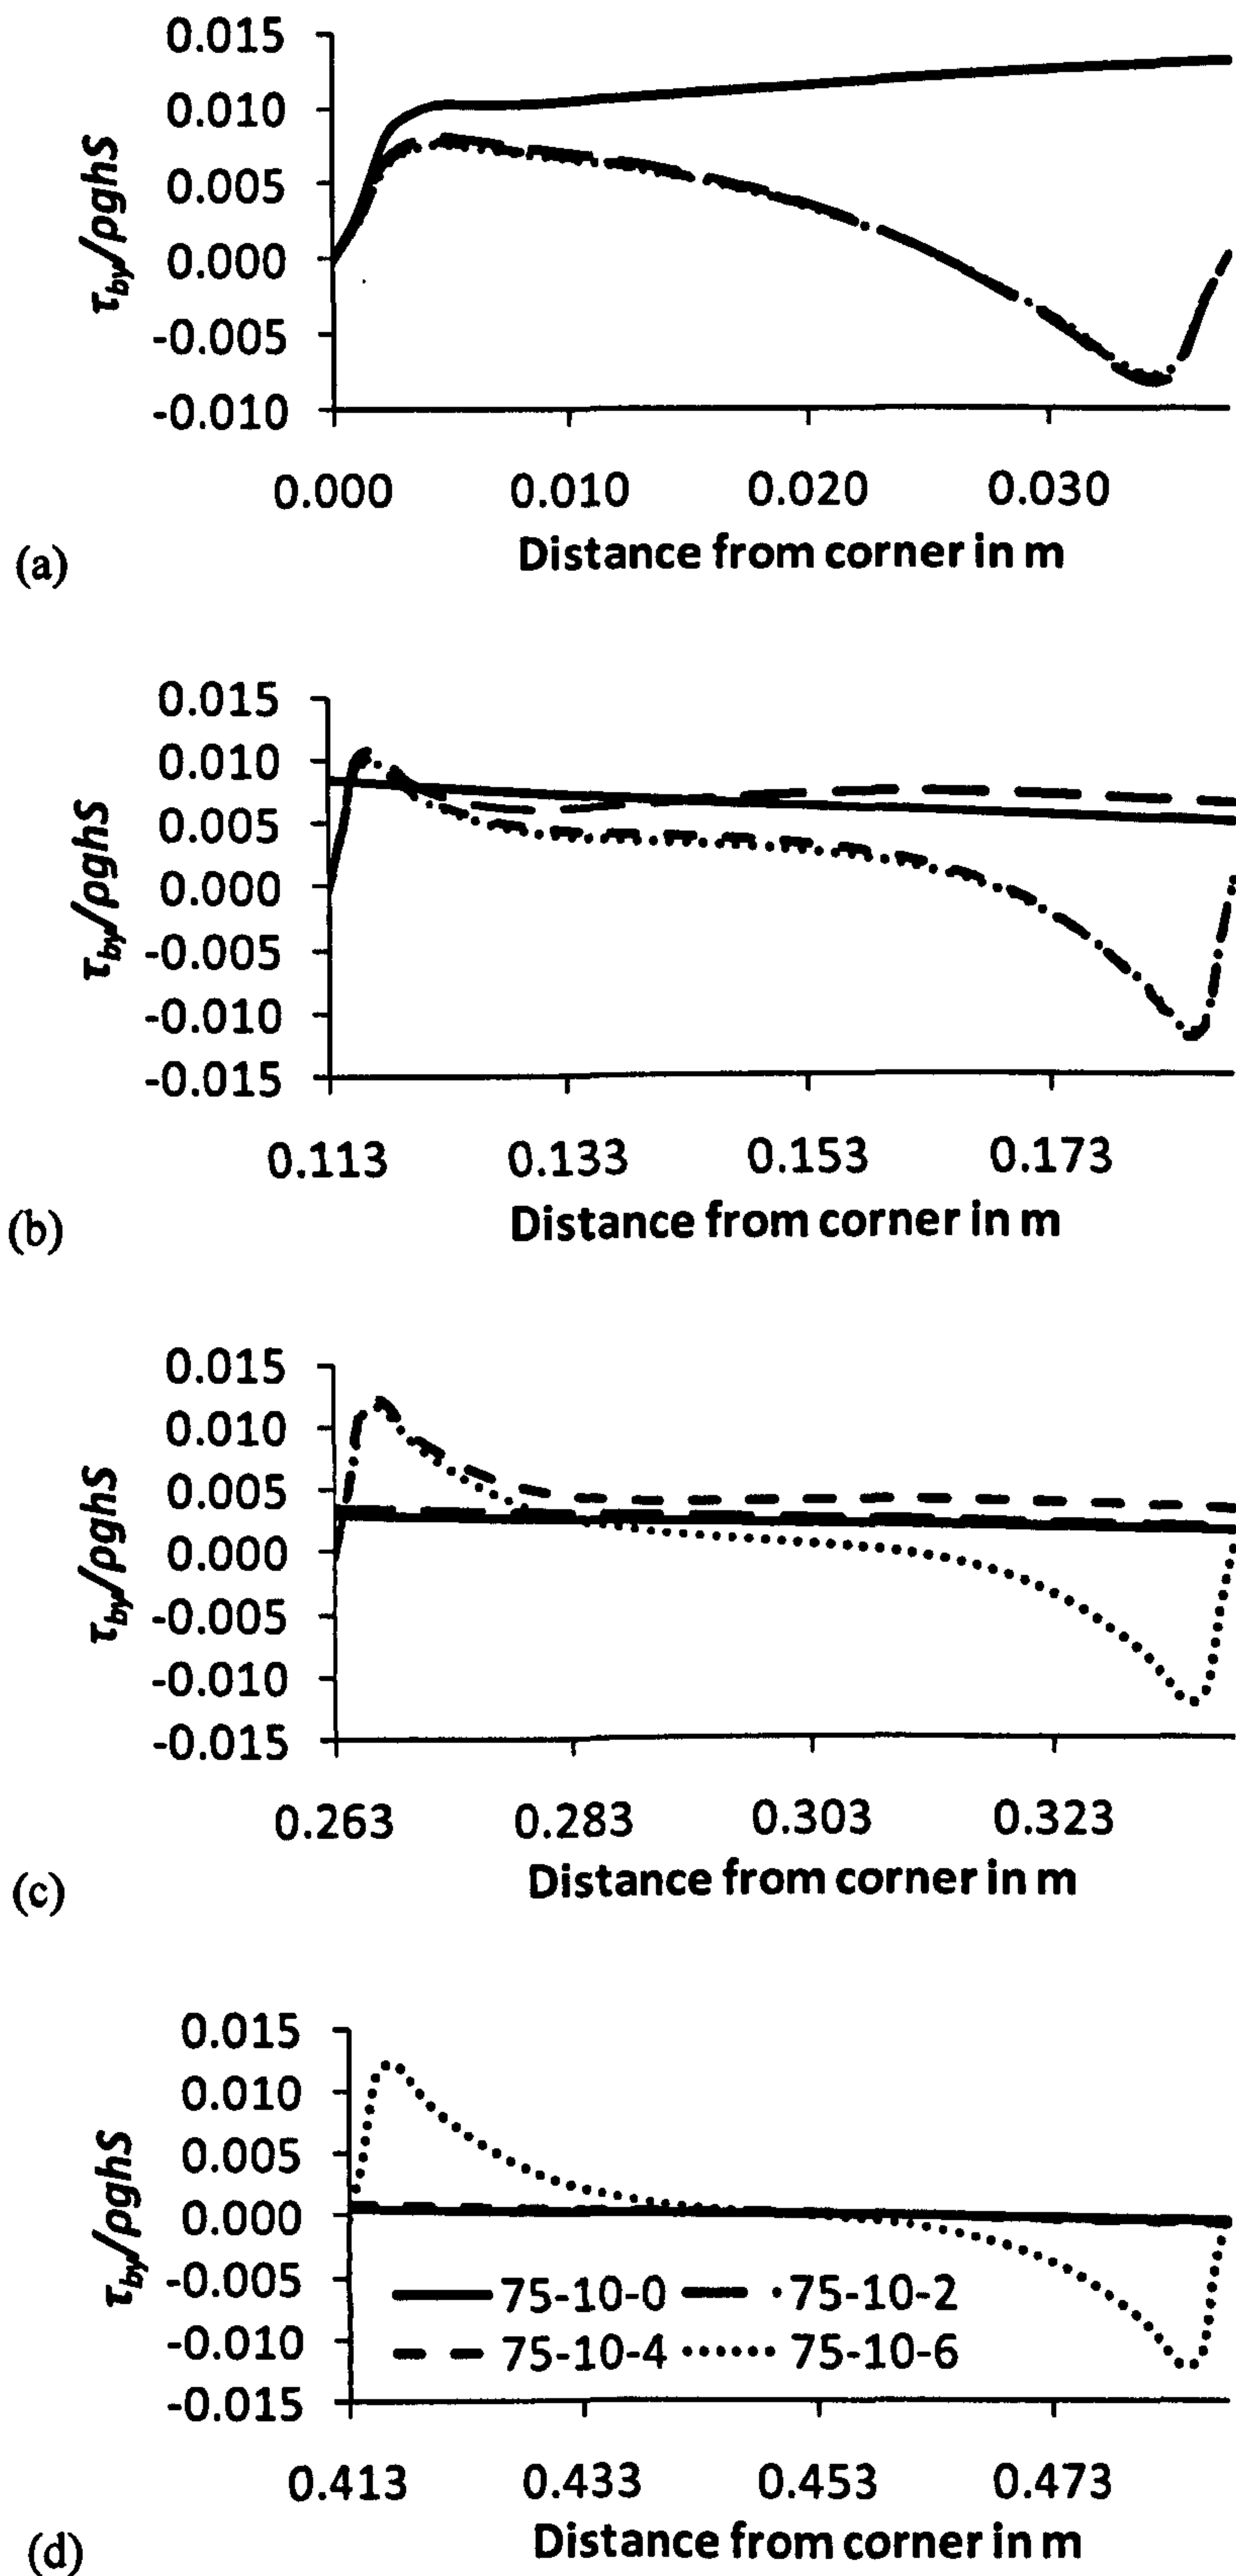 0.015
0.010
0.005
0.000
-0.005
-0.010
τby/ρghS
0.000 0.010 0.020 0.030
Distance from corner in m
(a)
0.015
0.010
0.005
0.000
-0.005
-0.010
-0.015
τby/ρghS
0.113 0.133 0.153 0.173
Distance from corner in m
(b)
0.015
0.010
0.005
0.000
-0.005
-0.010
-0.015
τby/ρghS
0.263 0.283 0.303 0.323
Distance from corner in m
(c)
0.015
0.010
0.005
0.000
-0.005
-0.010
-0.015
τby/ρghS
75-10-0 75-10-2
75-10-4 75-10-6
0.413 0.433 0.453 0.473
Distance from corner in m
(d)